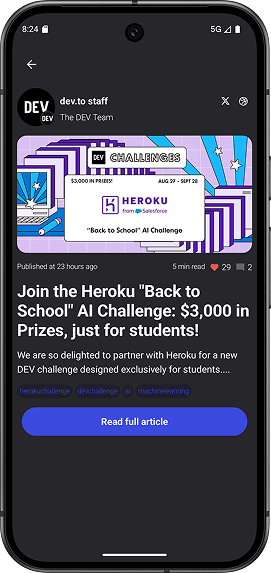 8:24
5G
dev.to staff
The DEV Team
DEV
DEV
DEV CHALLENGES
$3,000 IN PRIZES!
AUG 29 - SEPT 28
HEROKU
from Salesforce
"Back to School" AI Challenge
Published at 23 hours ago
5 min read
29
2
Join the Heroku "Back to
School" AI Challenge: $3,000 in
Prizes, just for students!
We are so delighted to partner with Heroku for a new
DEV challenge designed exclusively for students....
herokuchallenge
devchallenge
ai
machinelearning
Read full article